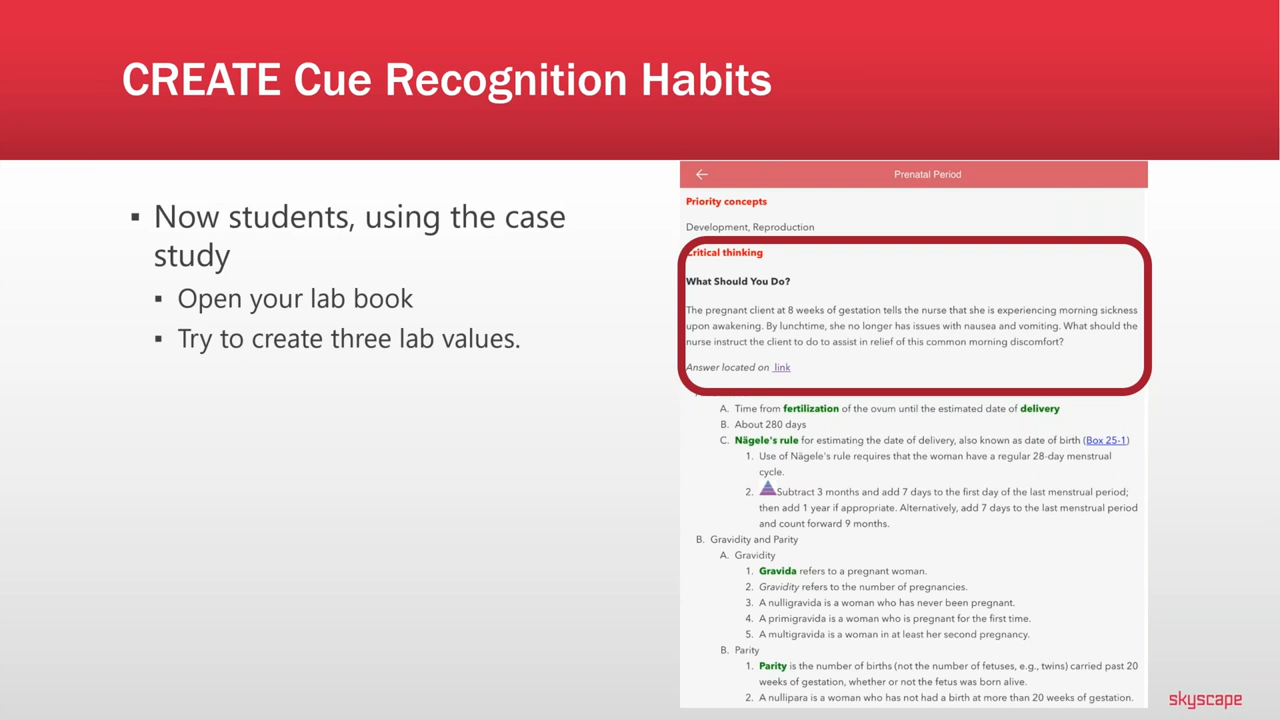 CREATE Cue Recognition Habits
▪ Now students, using the case
study
▪ Open your lab book
▪ Try to create three lab values.
Prenatal Period
Priority concepts
Development, Reproduction
Critical thinking
What Should You Do?
The pregnant client at 8 weeks of gestation tells the nurse that she is experiencing morning sickness
upon awakening. By lunchtime, she no longer has issues with nausea and vomiting. What should the
nurse instruct the client to do to assist in relief of this common morning discomfort?
Answer located on link
A. Time from fertilization of the ovum until the estimated date of delivery
B. About 280 days
C. Nägele's rule for estimating the date of delivery, also known as date of birth (Box 25-1)
1. Use of Nägele's rule requires that the woman have a regular 28-day menstrual
cycle.
2. Subtract 3 months and add 7 days to the first day of the last menstrual period;
then add 1 year if appropriate. Alternatively, add 7 days to the last menstrual period
and count forward 9 months.
B. Gravidity and Parity
A. Gravidity
1. Gravida refers to a pregnant woman.
2. Gravidity refers to the number of pregnancies.
3. A nulligravida is a woman who has never been pregnant.
4. A primigravida is a woman who is pregnant for the first time.
5. A multigravida is a woman in at least her second pregnancy.
B. Parity
1. Parity is the number of births (not the number of fetuses, e.g., twins) carried past 20
weeks of gestation, whether or not the fetus was born alive.
2. A nullipara is a woman who has not had a birth at more than 20 weeks of gestation.
skyscape